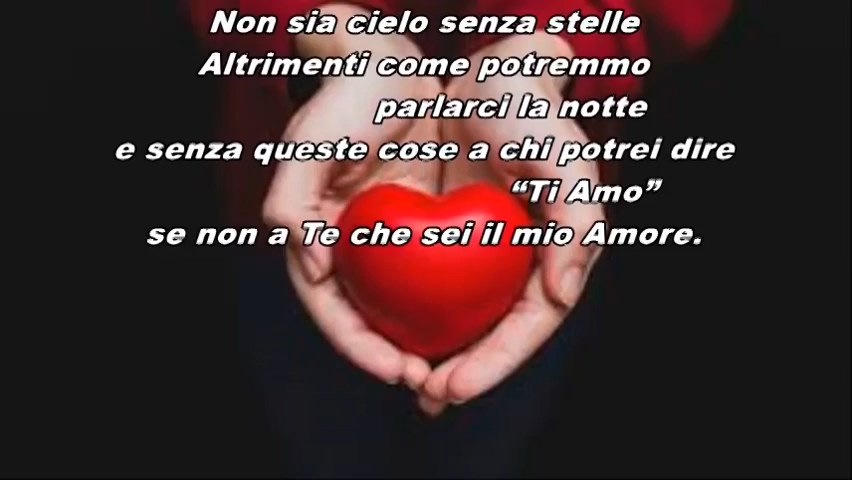 Non sia cielo senza stelle
Altrimenti come potremmo
parlarci la notte
e senza queste cose a chi potrei dire
“Ti Amo”
se non a Te che sei il mio Amore.